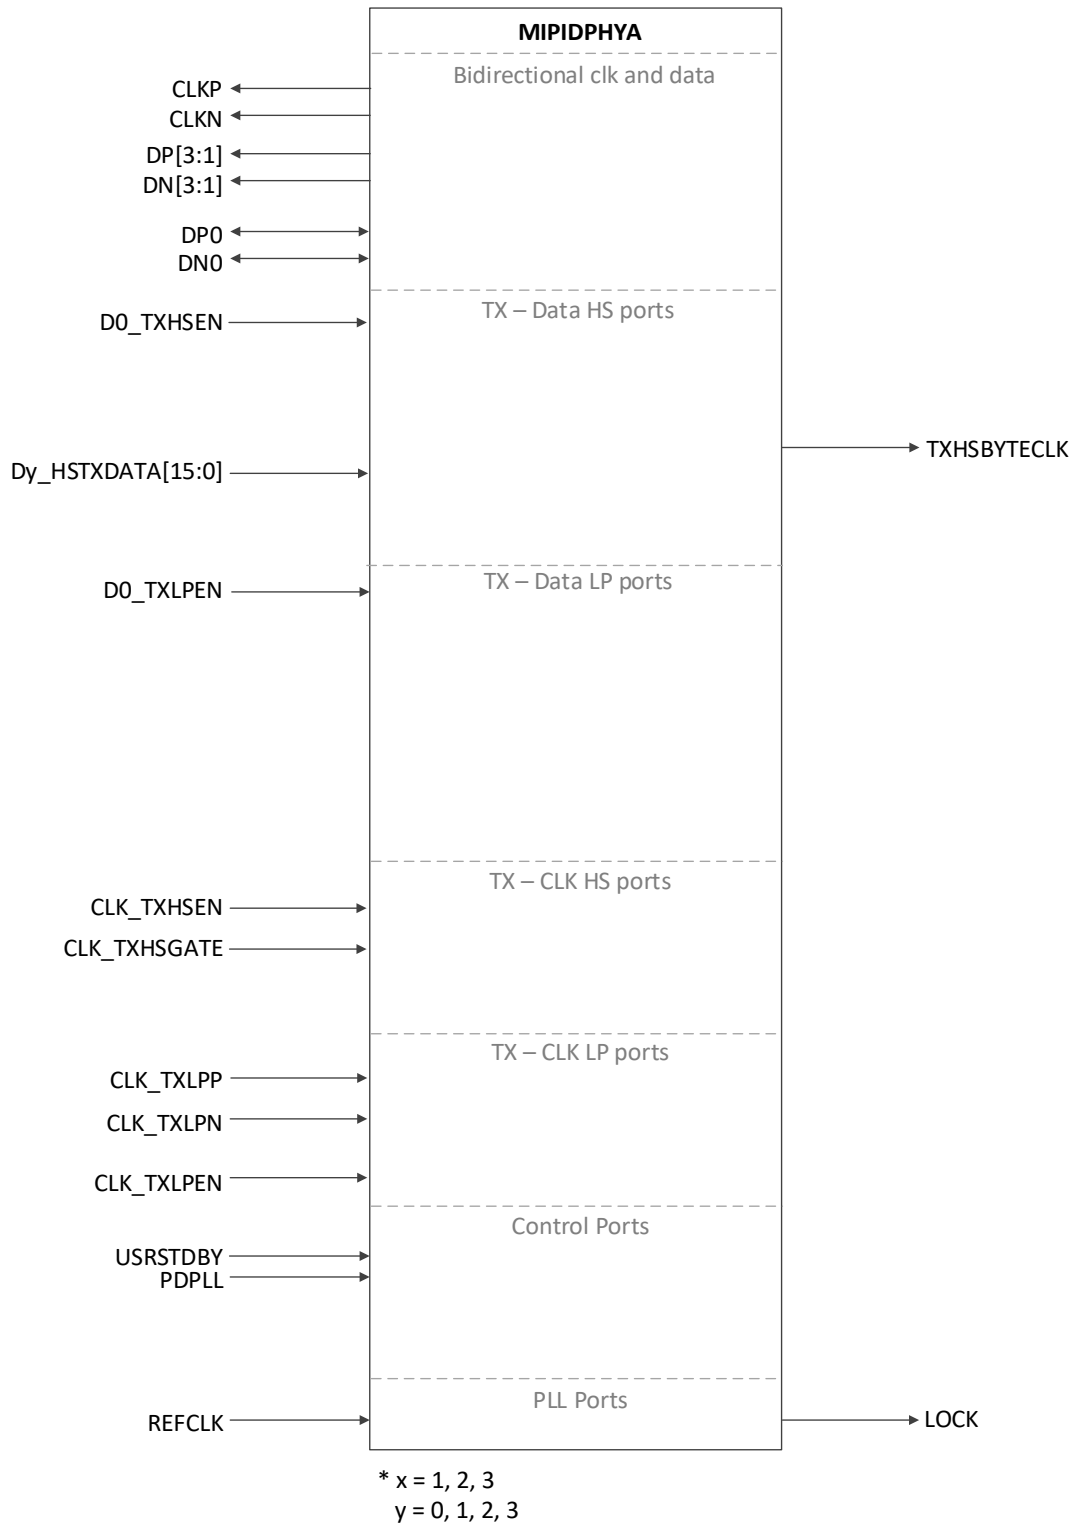 MIPIDPHYA
Bidirectional clk and data
CLKP
CLKN
DP[3:1]
DN[3:1]
DP0
DN0
TX – Data HS ports
D0_TXHSEN
TXHSBYTECLK
Dy_HSTXDATA[15:0]
TX – Data LP ports
D0_TXLPEN
TX – CLK HS ports
CLK_TXHSEN
CLK_TXHSGATE
TX – CLK LP ports
CLK_TXLPP
CLK_TXLPN
CLK_TXLPEN
Control Ports
USRSTDBY
PDPLL
PLL Ports
REFCLK
LOCK
* x = 1, 2, 3
y = 0, 1, 2, 3